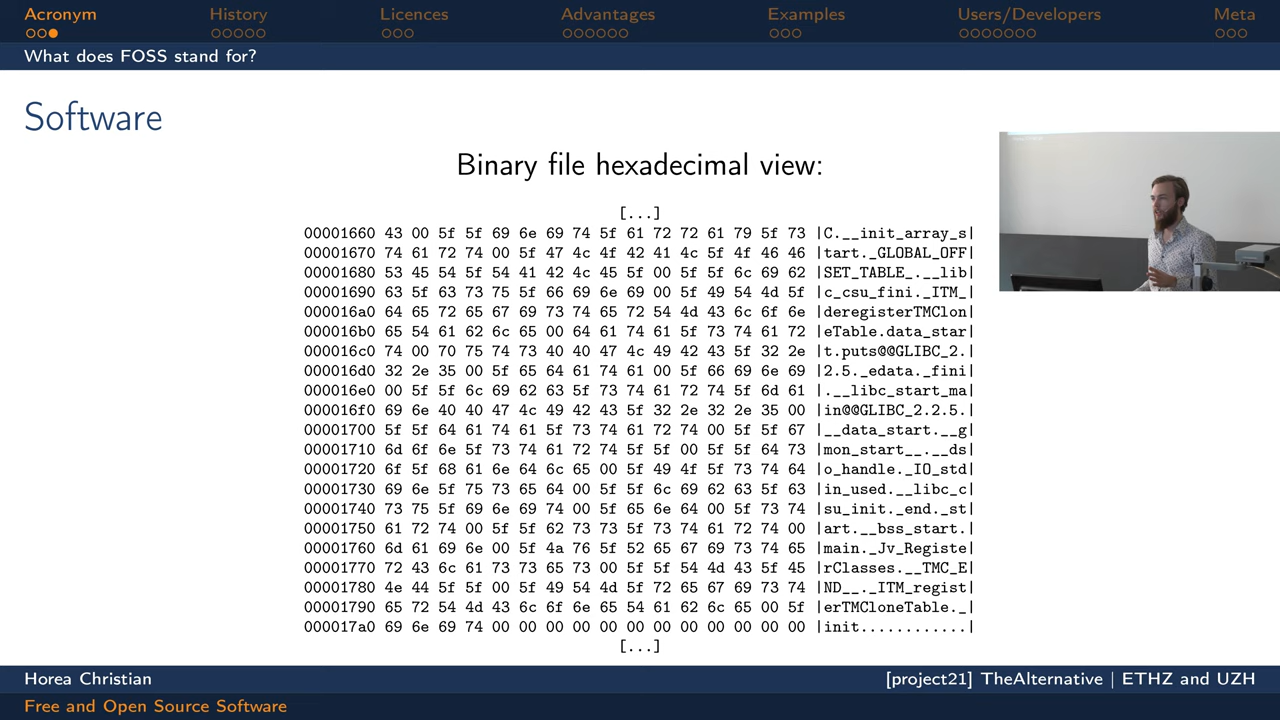 Acronym History Licences Advantages Examples Users/Developers Meta
What does FOSS stand for?
Software
Binary file hexadecimal view:
[...]
00001660 43 00 5f 5f 69 6e 69 74 5f 61 72 72 61 79 5f 73 |C.__init_array_s|
00001670 74 61 72 74 00 5f 47 4c 4f 42 41 4c 5f 4f 46 46 |tart._GLOBAL_OFF|
00001680 53 45 54 5f 54 41 42 4c 45 5f 00 5f 5f 6c 69 62 |SET_TABLE_.__lib|
00001690 63 5f 63 73 75 5f 66 69 6e 69 00 5f 49 54 4d 5f |c_csu_fini._ITM_|
000016a0 64 65 72 65 67 69 73 74 65 72 54 4d 43 6c 6f 6e |deregisterTMClon|
000016b0 65 54 61 62 6c 65 00 64 61 74 61 5f 73 74 61 72 |eTable.data_star|
000016c0 74 00 70 75 74 73 40 40 47 4c 49 42 43 5f 32 2e |t.puts@@GLIBC_2.|
000016d0 32 2e 35 00 5f 65 64 61 74 61 00 5f 66 69 6e 69 |2.5._edata._fini|
000016e0 00 5f 5f 6c 69 62 63 5f 73 74 61 72 74 5f 6d 61 |.__libc_start_ma|
000016f0 69 6e 40 40 47 4c 49 42 43 5f 32 2e 32 2e 35 00 |in@@GLIBC_2.2.5.|
00001700 5f 5f 64 61 74 61 5f 73 74 61 72 74 00 5f 5f 67 |__data_start.__g|
00001710 6d 6f 6e 5f 73 74 61 72 74 5f 5f 00 5f 5f 64 73 |mon_start__.__ds|
00001720 6f 5f 68 61 6e 64 6c 65 00 5f 49 4f 5f 73 74 64 |o_handle._IO_std|
00001730 69 6e 5f 75 73 65 64 00 5f 5f 6c 69 62 63 5f 63 |in_used.__libc_c|
00001740 73 75 5f 69 6e 69 74 00 5f 65 6e 64 00 5f 73 74 |su_init._end._st|
00001750 61 72 74 00 5f 5f 62 73 73 5f 73 74 61 72 74 00 |art.__bss_start.|
00001760 6d 61 69 6e 00 5f 4a 76 5f 52 65 67 69 73 74 65 |main._Jv_Registe|
00001770 72 43 6c 61 73 73 65 73 00 5f 5f 54 4d 43 5f 45 |rClasses.__TMC_E|
00001780 4e 44 5f 5f 00 5f 49 54 4d 5f 72 65 67 69 73 74 |ND__._ITM_regist|
00001790 65 72 54 4d 43 6c 6f 6e 65 54 61 62 6c 65 00 5f |erTMCloneTable._|
000017a0 69 6e 69 74 00 00 00 00 00 00 00 00 00 00 00 00 |init............|
[...]
Horea Christian [project21] TheAlternative | ETHZ and UZH
Free and Open Source Software